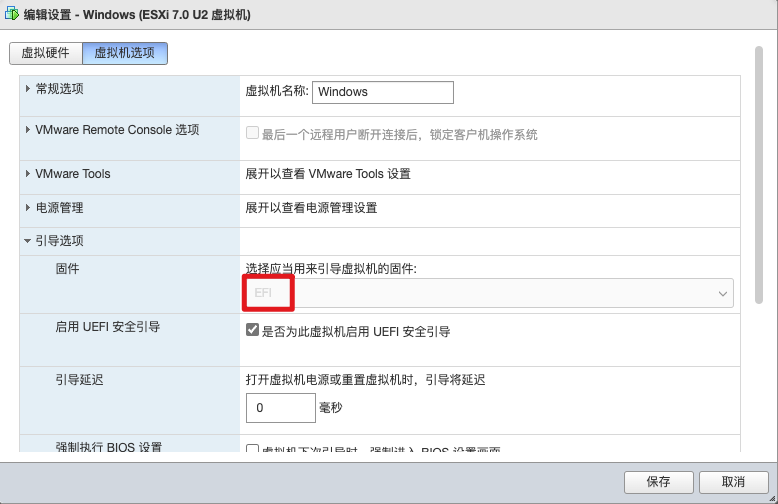 编辑设置 - Windows (ESXi 7.0 U2 虚拟机)
虚拟硬件 虚拟机选项
常规选项 虚拟机名称: Windows
VMware Remote Console 选项 最后一个远程用户断开连接后，锁定客户机操作系统
VMware Tools 展开以查看 VMware Tools 设置
电源管理 展开以查看电源管理设置
引导选项
固件 选择应当用来引导虚拟机的固件:
EFI
启用 UEFI 安全引导 是否为此虚拟机启用 UEFI 安全引导
引导延迟 打开虚拟机电源或重置虚拟机时，引导将延迟
0 毫秒
强制执行 BIOS 设置 虚拟机下次引导时，强制进入 BIOS 设置画面
保存 取消